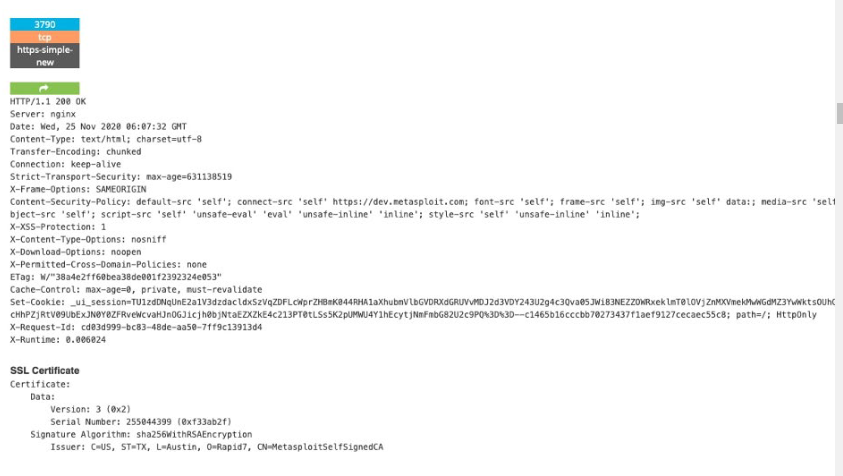 3790
tcp
https-simple-
new
HTTP/1.1 200 OK
Server: nginx
Date: Wed, 25 Nov 2020 06:07:32 GMT
Content-Type: text/html; charset=utf-8
Transfer-Encoding: chunked
Connection: keep-alive
Strict-Transport-Security: max-age=631138519
X-Frame-Options: SAMEORIGIN
Content-Security-Policy: default-src 'self'; connect-src 'self' https://dev.metasploit.com; font-src 'self'; frame-src 'self'; img-src 'self' data:; media-src 'self
bject-src 'self'; script-src 'self' 'unsafe-eval' 'eval' 'unsafe-inline' 'inline'; style-src 'self' 'unsafe-inline' 'inline';
X-XSS-Protection: 1
X-Content-Type-Options: nosniff
X-Download-Options: noopen
X-Permitted-Cross-Domain-Policies: none
ETag: W/"38a4e2ff60bea38de001f2392324e053"
Cache-Control: max-age=0, private, must-revalidate
Set-Cookie:
path=/; HttpOnly
X-Request-Id: cd03d999-bc83-48de-aa50-7ff9c13913d4
X-Runtime: 0.006024
SSL Certificate
Certificate:
Data:
Version: 3 (0x2)
Serial Number: 255044399 (0xf33ab2f)
Signature Algorithm: sha256WithRSAEncryption
Issuer: C=US, ST=TX, L=Austin, O=Rapid7, CN=MetasploitSelfSignedCA